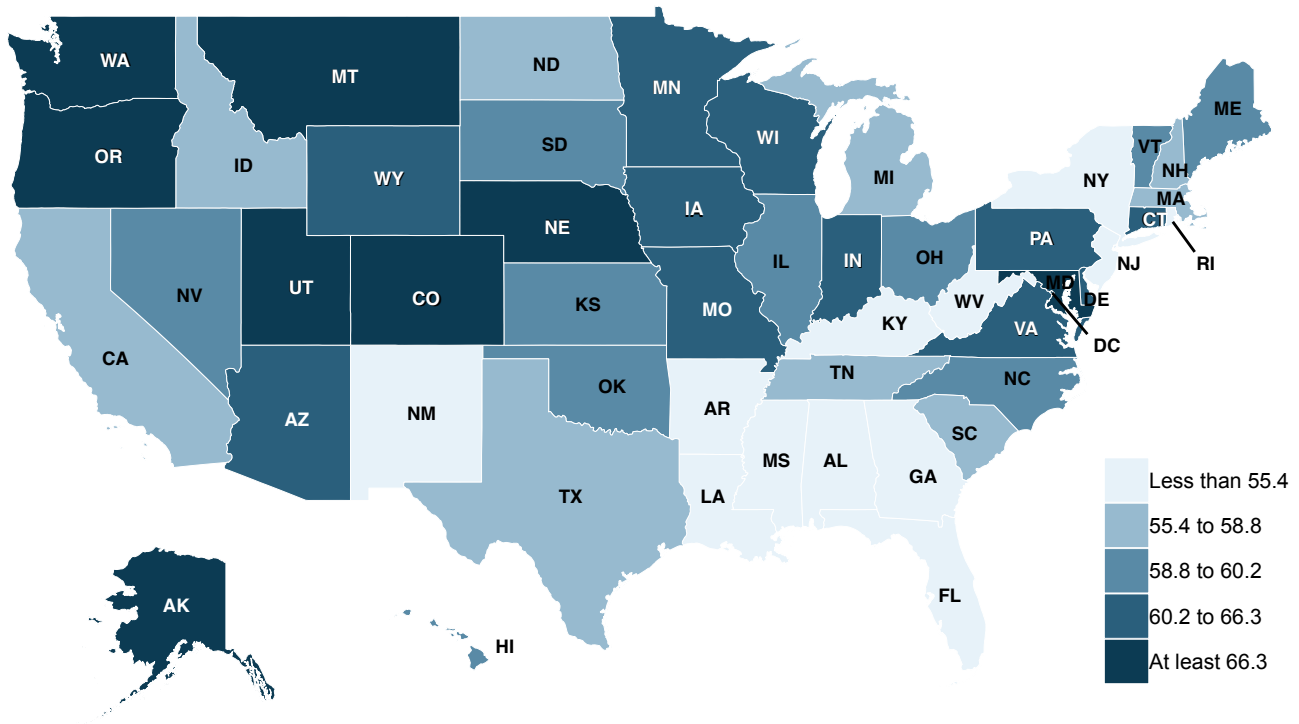 WA
MT
ND
MN
ME
OR
ID
SD
WI
VT
NH
WY
MI
NY
MA
IA
CT
NE
PA
RI
NV
UT
CO
IL
IN
OH
NJ
MD
DE
KS
MO
WV
VA
KY
DC
CA
TN
NC
OK
AZ
NM
AR
SC
MS
AL
GA
TX
LA
FL
AK
HI
Less than 55.4
55.4 to 58.8
58.8 to 60.2
60.2 to 66.3
At least 66.3